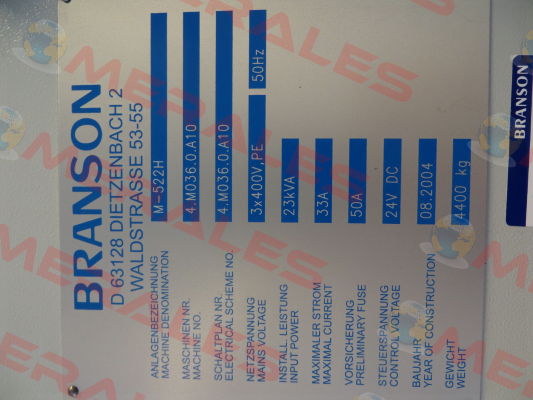 BRANSON
D 63128 DIETZENBACH 2
WALDSTRASSE 53-55
ANLAGENBEZEICHNUNG
MACHINE DENOMINATION
M-522H
MASCHINEN NR.
MACHINE NO.
4.M036.0.A10
SCHALTPLAN NR.
ELECTRICAL SCHEME NO.
4.M036.0.A10
NETZSPANNUNG
MAINS VOLTAGE
3x400V,PE 50Hz
INSTALL LEISTUNG
INPUT POWER
23kVA
MAXIMALER STROM
MAXIMAL CURRENT
33A
VORSICHERUNG
PRELIMINARY FUSE
50A
STEUERSPANNUNG
CONTROL VOLTAGE
24V DC
BAUJAHR
YEAR OF CONSTRUCTION
08.2004
GEWICHT
WEIGHT
4400 kg
BRANSON
MERALES